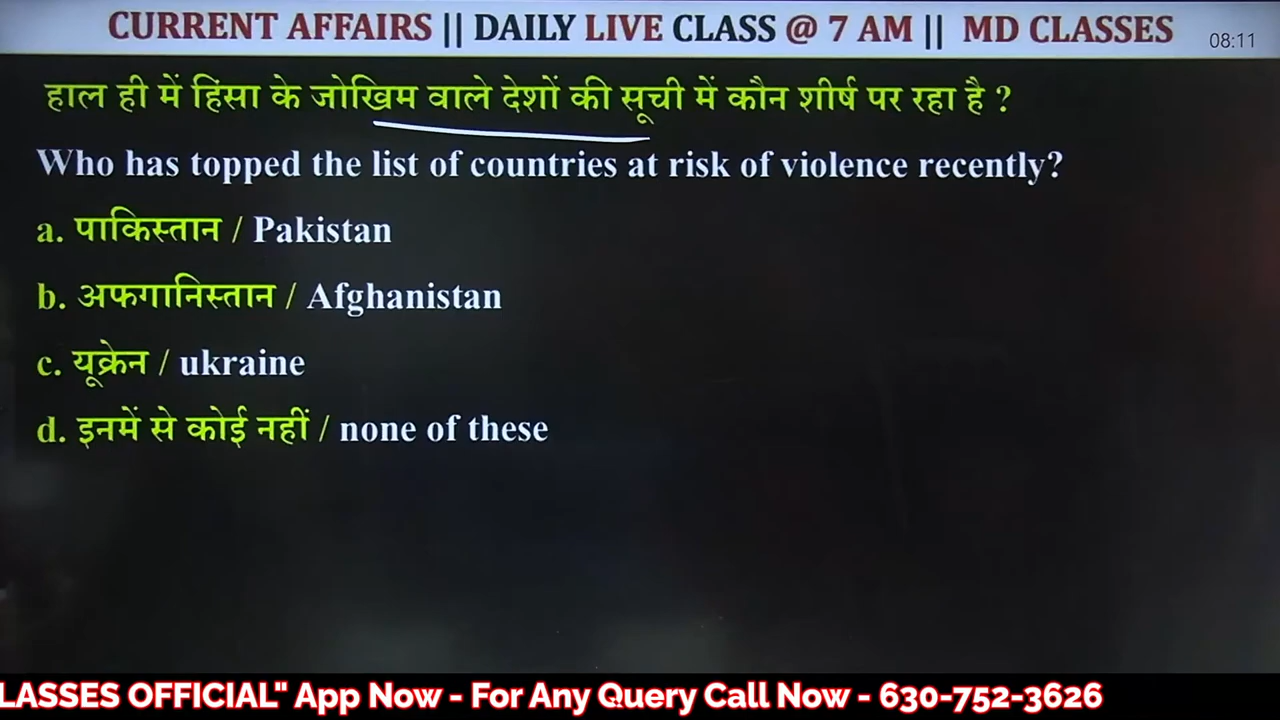 CURRENT AFFAIRS || DAILY LIVE CLASS @ 7 AM || MD CLASSES
08:11
हाल ही में हिंसा के जोखिम वाले देशों की सूची में कौन शीर्ष पर रहा है ?
Who has topped the list of countries at risk of violence recently?
a. पाकिस्तान / Pakistan
b. अफगानिस्तान / Afghanistan
c. यूक्रेन / ukraine
d. इनमें से कोई नहीं / none of these
LASSES OFFICIAL" App Now - For Any Query Call Now - 630-752-3626